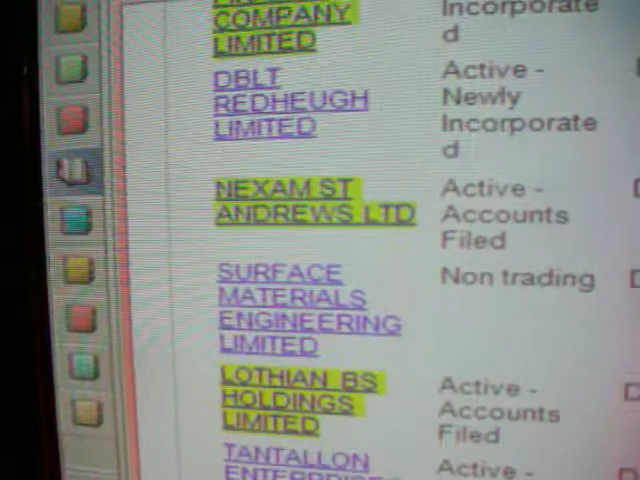 COMPANY
LIMITED
Incorporate
d
DBLT
REDHEUGH
LIMITED
Active -
Newly
Incorporate
d
NEXAM ST
ANDREWS LTD
Active -
Accounts
Filed
SURFACE
MATERIALS
ENGINEERING
LIMITED
Non trading
LOTHIAN BS
HOLDINGS
LIMITED
Active -
Accounts
Filed
TANTALLON
ENTERPRISE
Active -